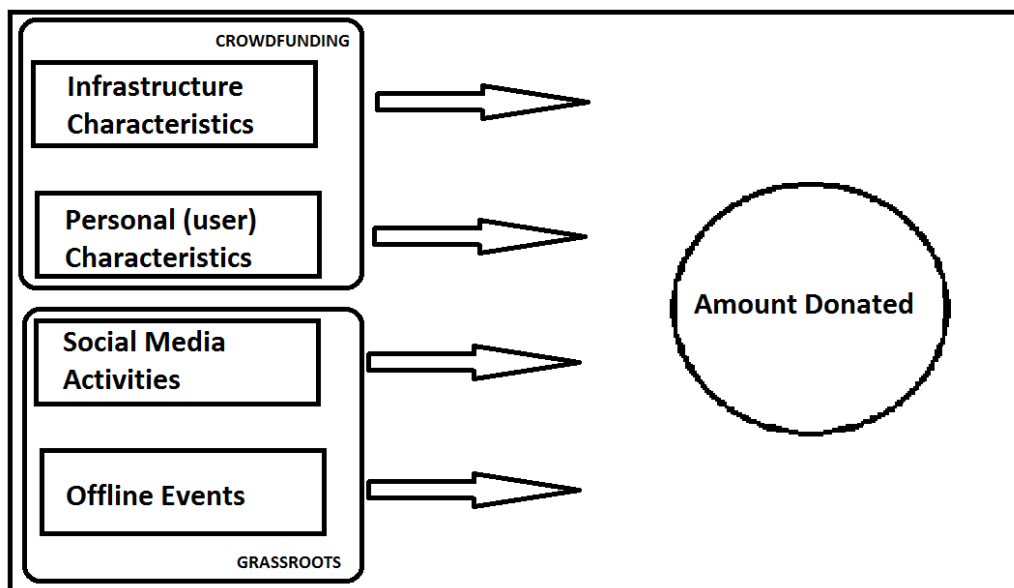 CROWDFUNDING
Infrastructure
Characteristics
Personal (user)
Characteristics
Social Media
Activities
Offline Events
GRASSROOTS
Amount Donated